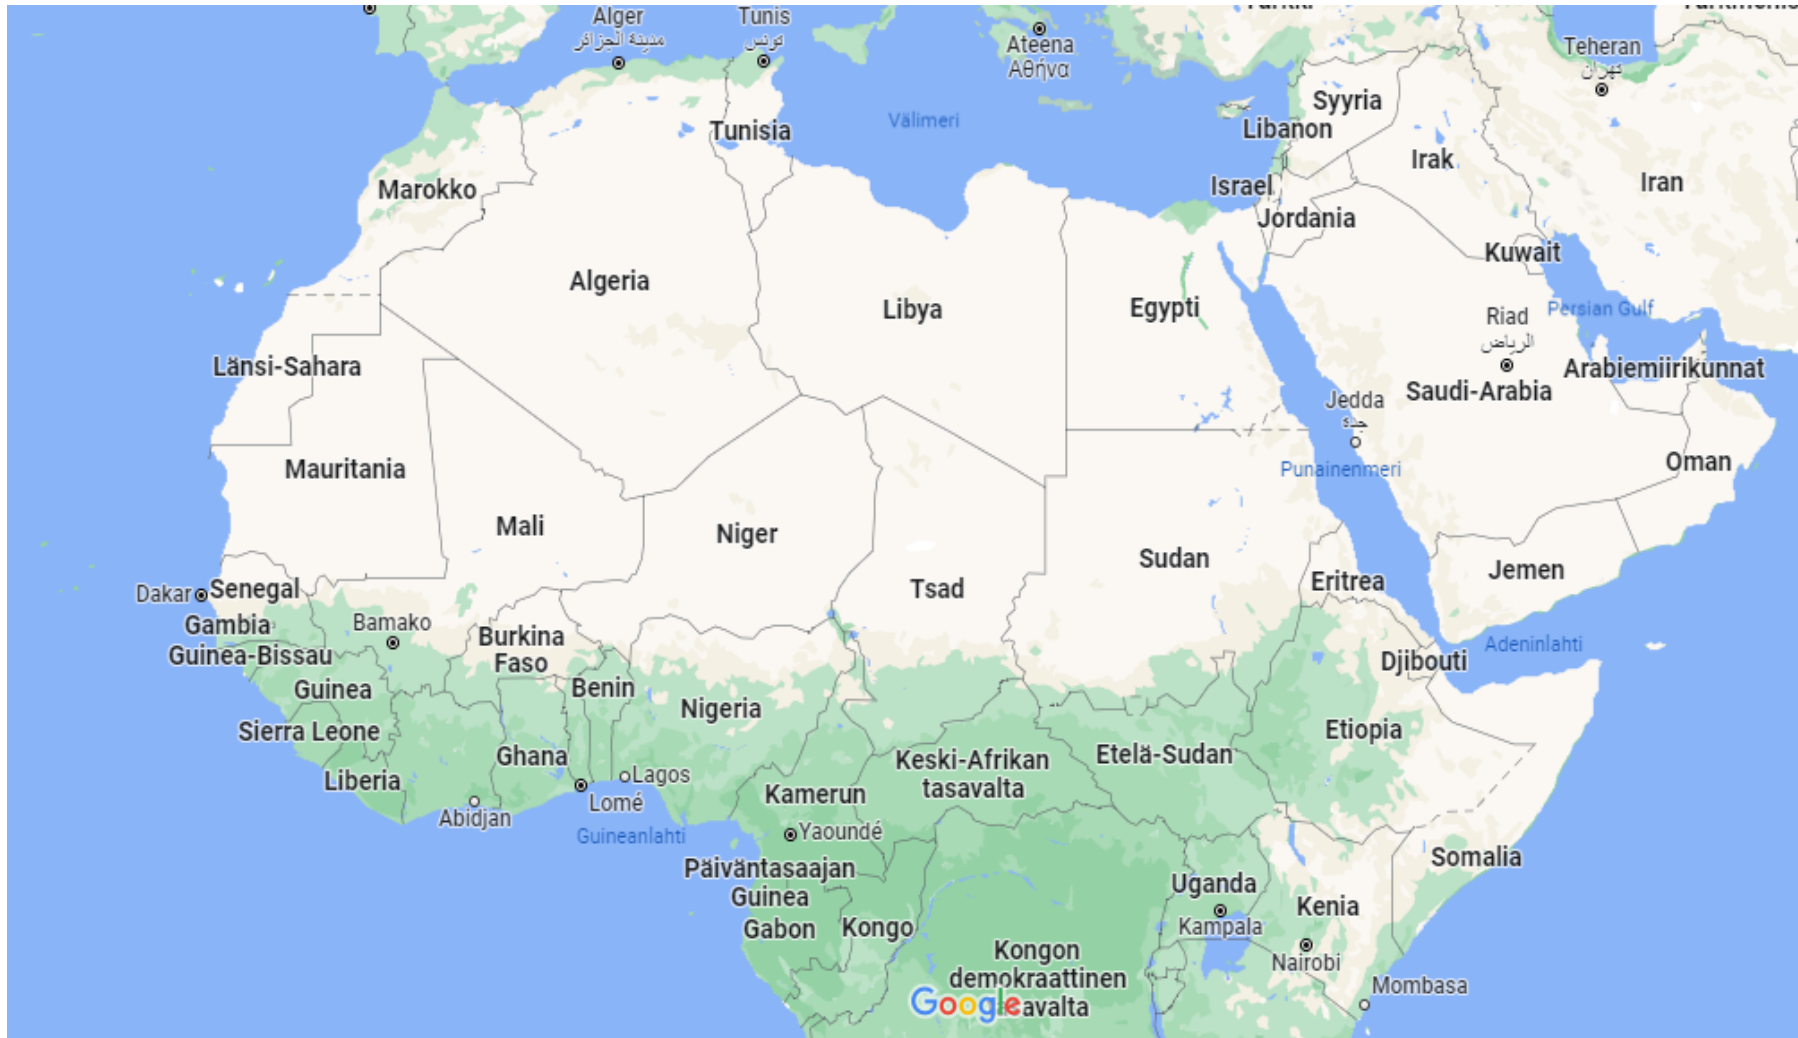 Alger
مدينة الجزائر
Tunis
تونس
Ateena
Αθήνα
Teheran
تهران
Syyria
Libanon
Välimeri
Tunisia
Irak
Iran
Marokko
Israel
Jordania
Kuwait
Algeria
Libya
Egypti
Persian Gulf
Riad
الرياض
Länsi-Sahara
Arabiemiirikunnat
Saudi-Arabia
Jedda
جدة
Mauritania
Punainenmeri
Oman
Mali
Niger
Sudan
Jemen
Eritrea
Tsad
Dakar
Senegal
Gambia
Bamako
Burkina
Faso
Adeninlahti
Guinea-Bissau
Djibouti
Guinea
Benin
Nigeria
Sierra Leone
Etiopia
Ghana
Etelä-Sudan
Keski-Afrikan
tasavalta
Liberia
Lagos
Kamerun
Lomé
Abidjan
Guineanlahti
Yaoundé
Somalia
Päiväntasaajan
Guinea
Uganda
Kenia
Gabon
Kongo
Kampala
Kongon
demokraattinen
Nairobi
Mombasa
Google